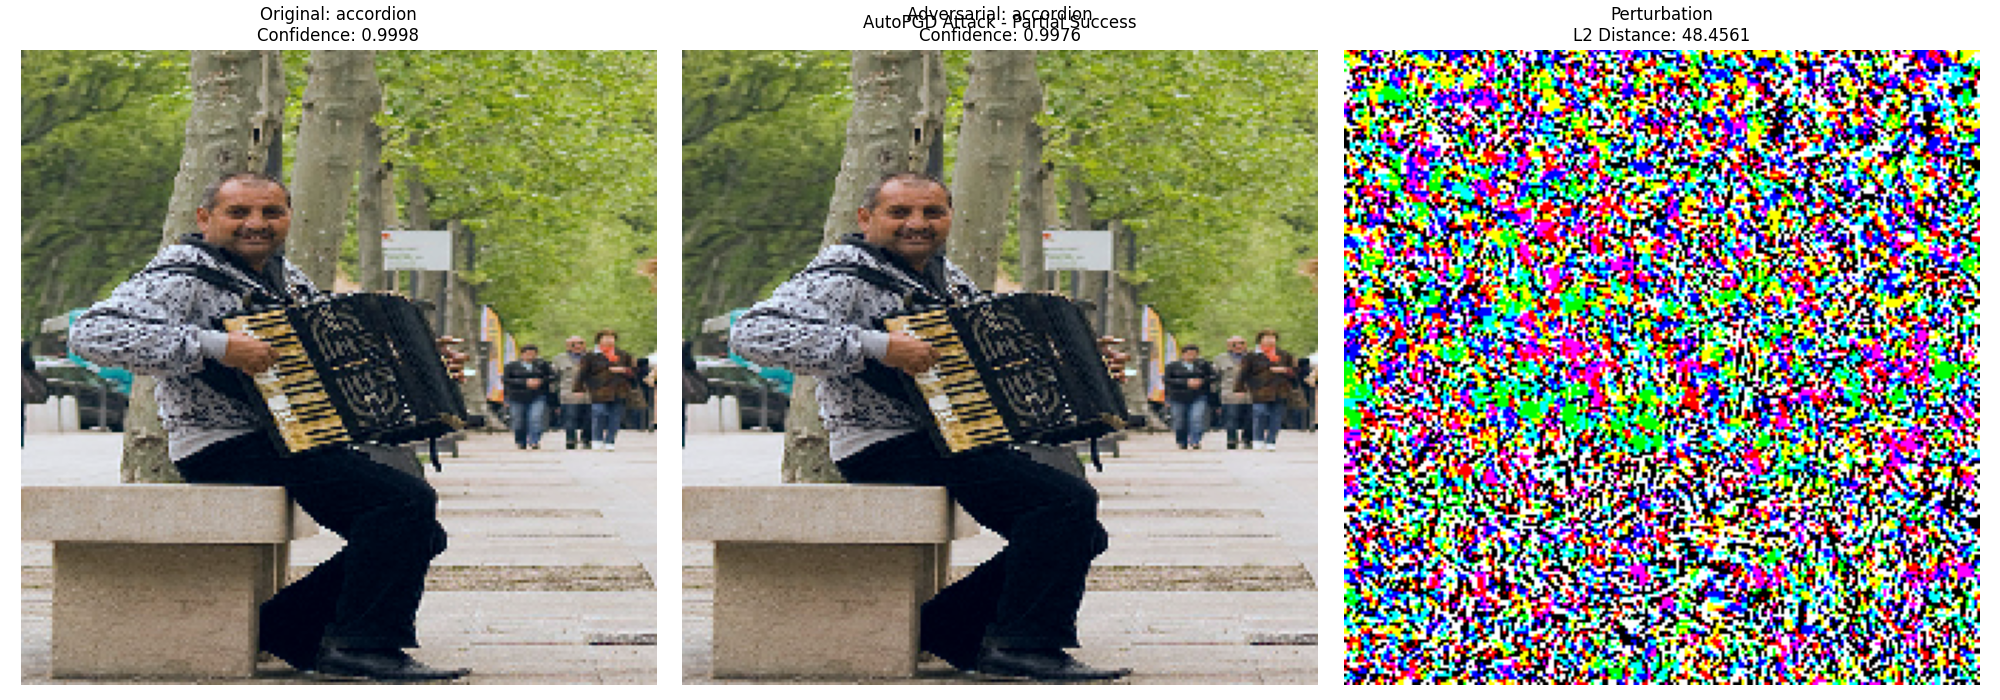 Original: accordion
Confidence: 0.9998
AutoPGD Attack - Partial Success
Adversarial: accordion
Confidence: 0.9976
Perturbation
L2 Distance: 48.4561